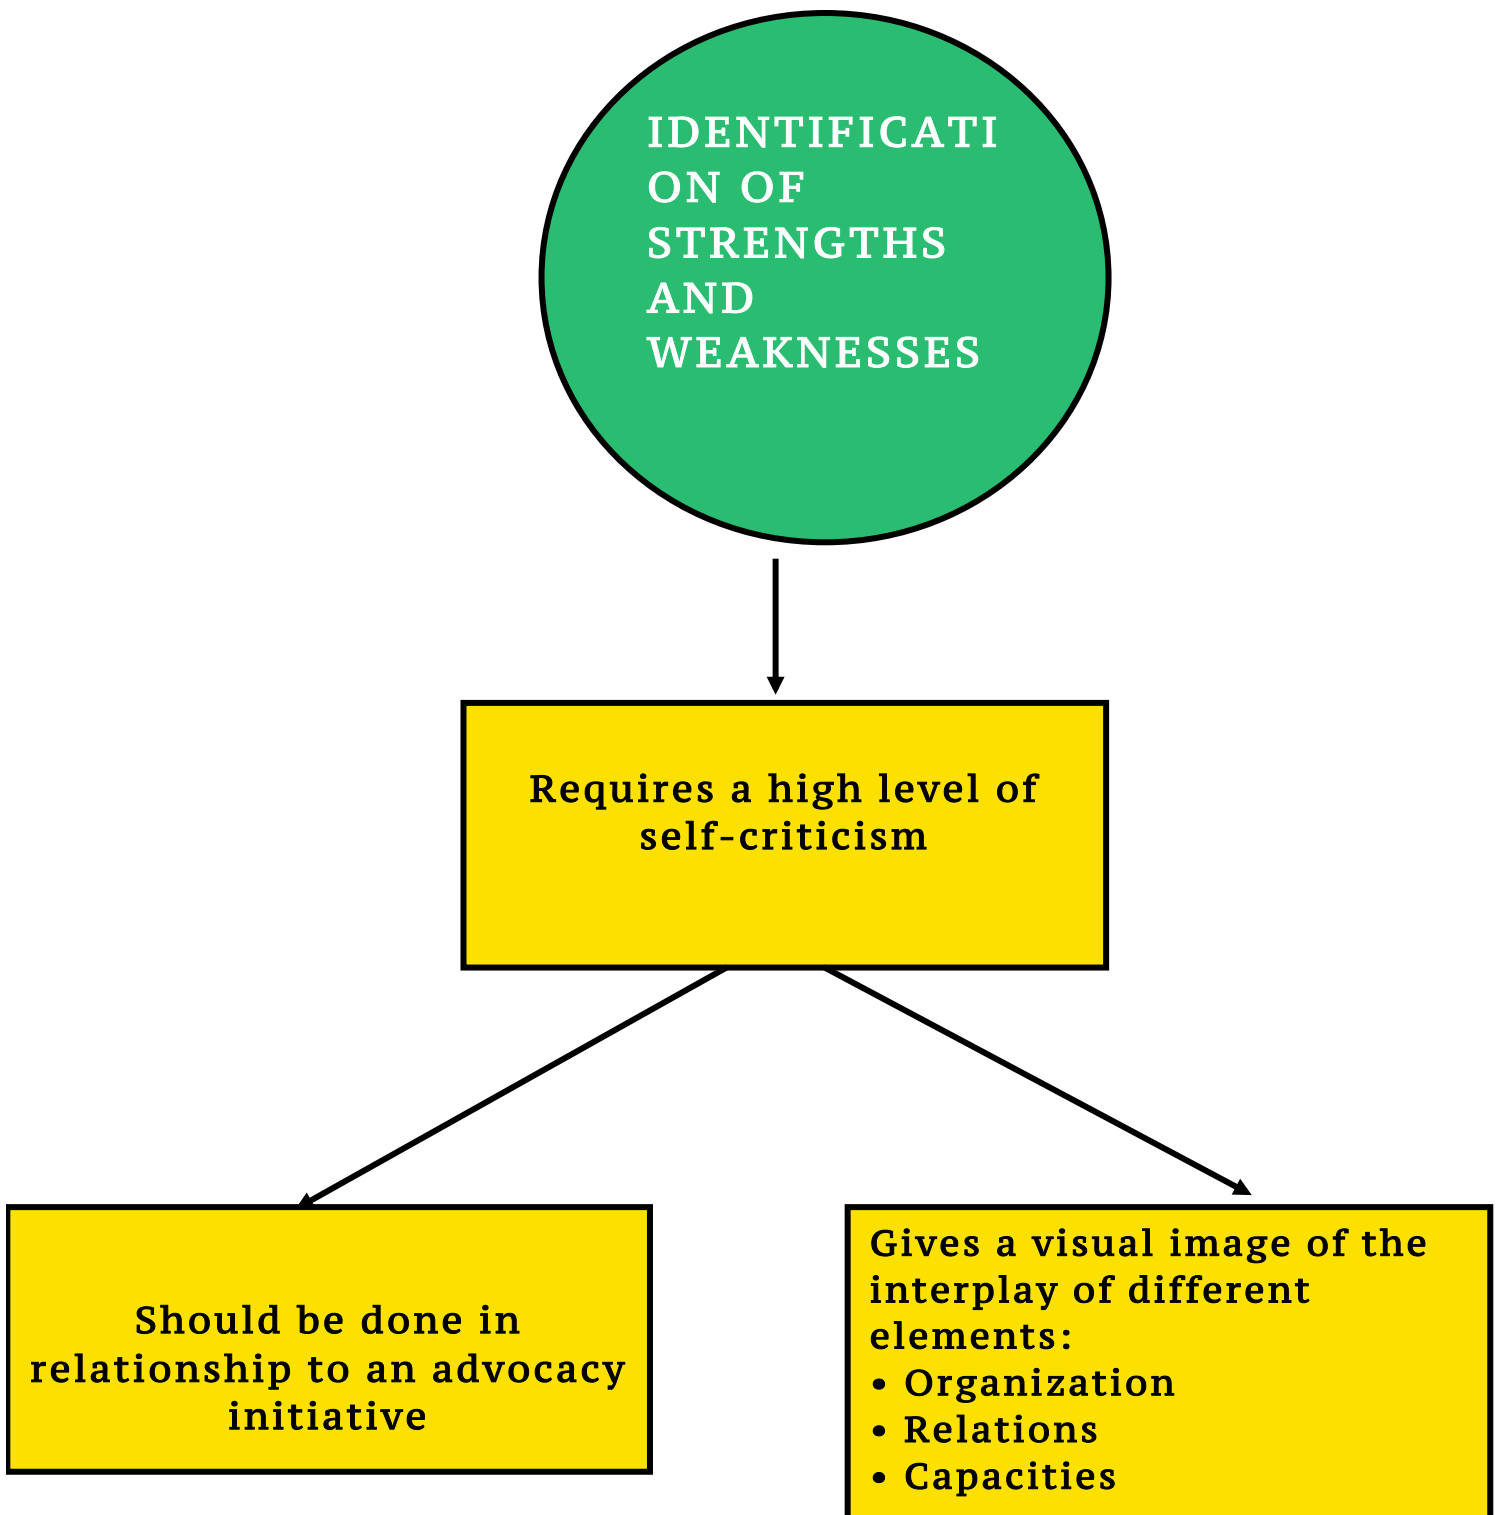 IDENTIFICATI
ON OF
STRENGTHS
AND
WEAKNESSES
Requires a high level of
self-criticism
Should be done in
relationship to an advocacy
initiative
Gives a visual image of the
interplay of different
elements:
• Organization
• Relations
• Capacities